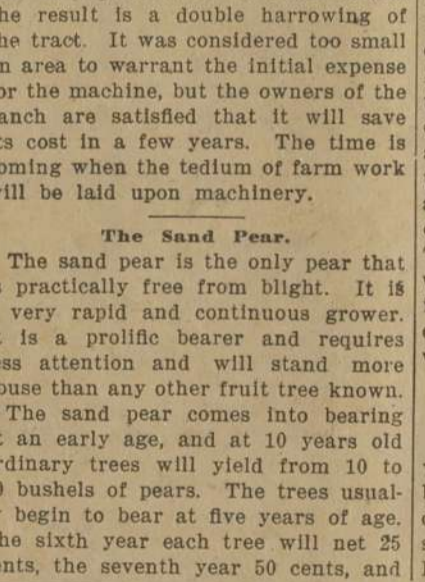 he result is a double harrowing of
he tract. It was considered too small
n area to warrant the initial expense
or the machine, but the owners of the
anch are satisfied that it will save
ts cost in a few years. The time is
oming when the tedium of farm work
ill be laid upon machinery.
The Sand Pear.
The sand pear is the only pear that
s practically free from blight. It is
very rapid and continuous grower.
t is a prolific bearer and requires
ess attention and will stand more
buse than any other fruit tree known.
The sand pear comes into bearing
t an early age, and at 10 years old
rdinary trees will yield from 10 to
0 bushels of pears. The trees usual-
y begin to bear at five years of age.
he sixth year each tree will net 25
ents, the seventh year 50 cents, and